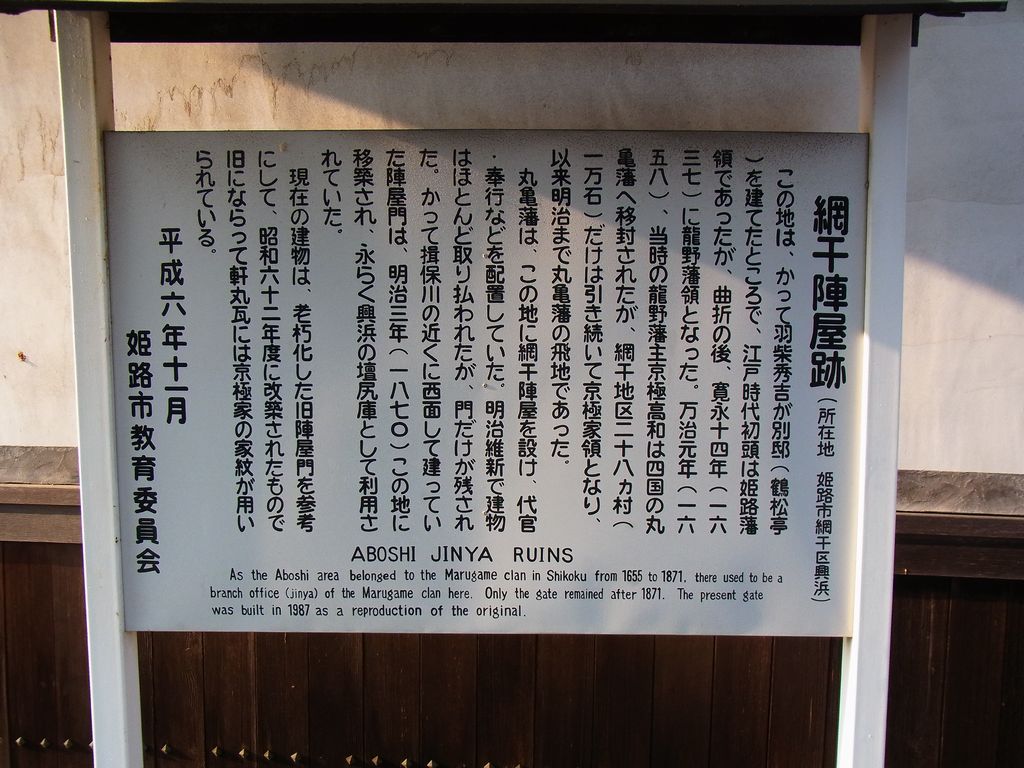 網干陣屋跡（所在地　姫路市網干区興浜）
この地は、かって羽柴秀吉が別邸（鶴松亭
）を建てたところで、江戸時代初頭は姫路藩
領であったが、曲折の後、寛永十四年（一六
三七）に龍野藩領となった。万治元年（一六
五八）、当時の龍野藩主京極高和は四国の丸
亀藩へ移封されたが、網干地区二十八カ村（
一万石）だけは引き続いて京極家領となり、
以来明治まで丸亀藩の飛地であった。
丸亀藩は、この地に網干陣屋を設け、代官
・奉行などを配置していた。明治維新で建物
はほとんど取り払われたが、門だけが残され
た。かって揖保川の近くに西面して建ってい
た陣屋門は、明治三年（一八七〇）この地に
移築され、永らく興浜の壇尻庫として利用さ
れていた。
現在の建物は、老朽化した旧陣屋門を参考
にして、昭和六十二年度に改築されたもので
旧にならって軒丸瓦には京極家の家紋が用い
られている。
平成六年十一月
姫路市教育委員会
ABOSHI JINYA RUINS
As the Aboshi area belonged to the Marugame clan in Shikoku from 1655 to 1871, there used to be a
branch office (jinya) of the Marugame clan here. Only the gate remained after 1871. The present gate
was built in 1987 as a reproduction of the original.